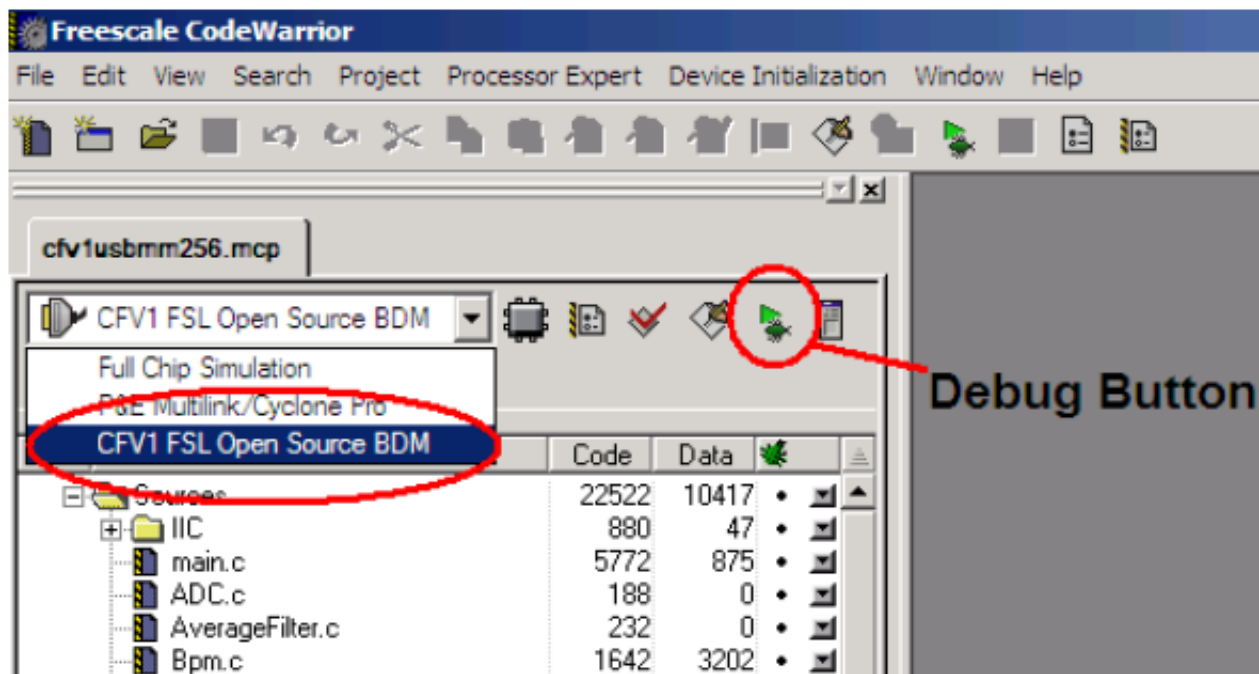 Freescale CodeWarrior
File Edit View Search Project Processor Expert Device Initialization Window Help
cfv1usbmm256.mcp
CFV1 FSL Open Source BDM
Full Chip Simulation
P&E Multilink/Cyclone Pro
CFV1 FSL Open Source BDM
Debug Button
Code Data
Sources 22522 10417
IIC 880 47
main.c 5772 875
ADC.c 188 0
AverageFilter.c 232 0
Bpm.c 1642 3202